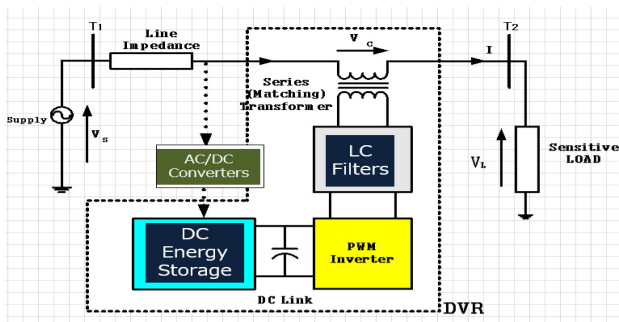 T1
Line
Impedance
V
c
I
T2
Series
(Matching)
Transformer
Supply
Vs
AC/DC
Converters
LC
Filters
VL
Sensitive
LOAD
DC
Energy
Storage
PWM
Inverter
DC Link
DVR